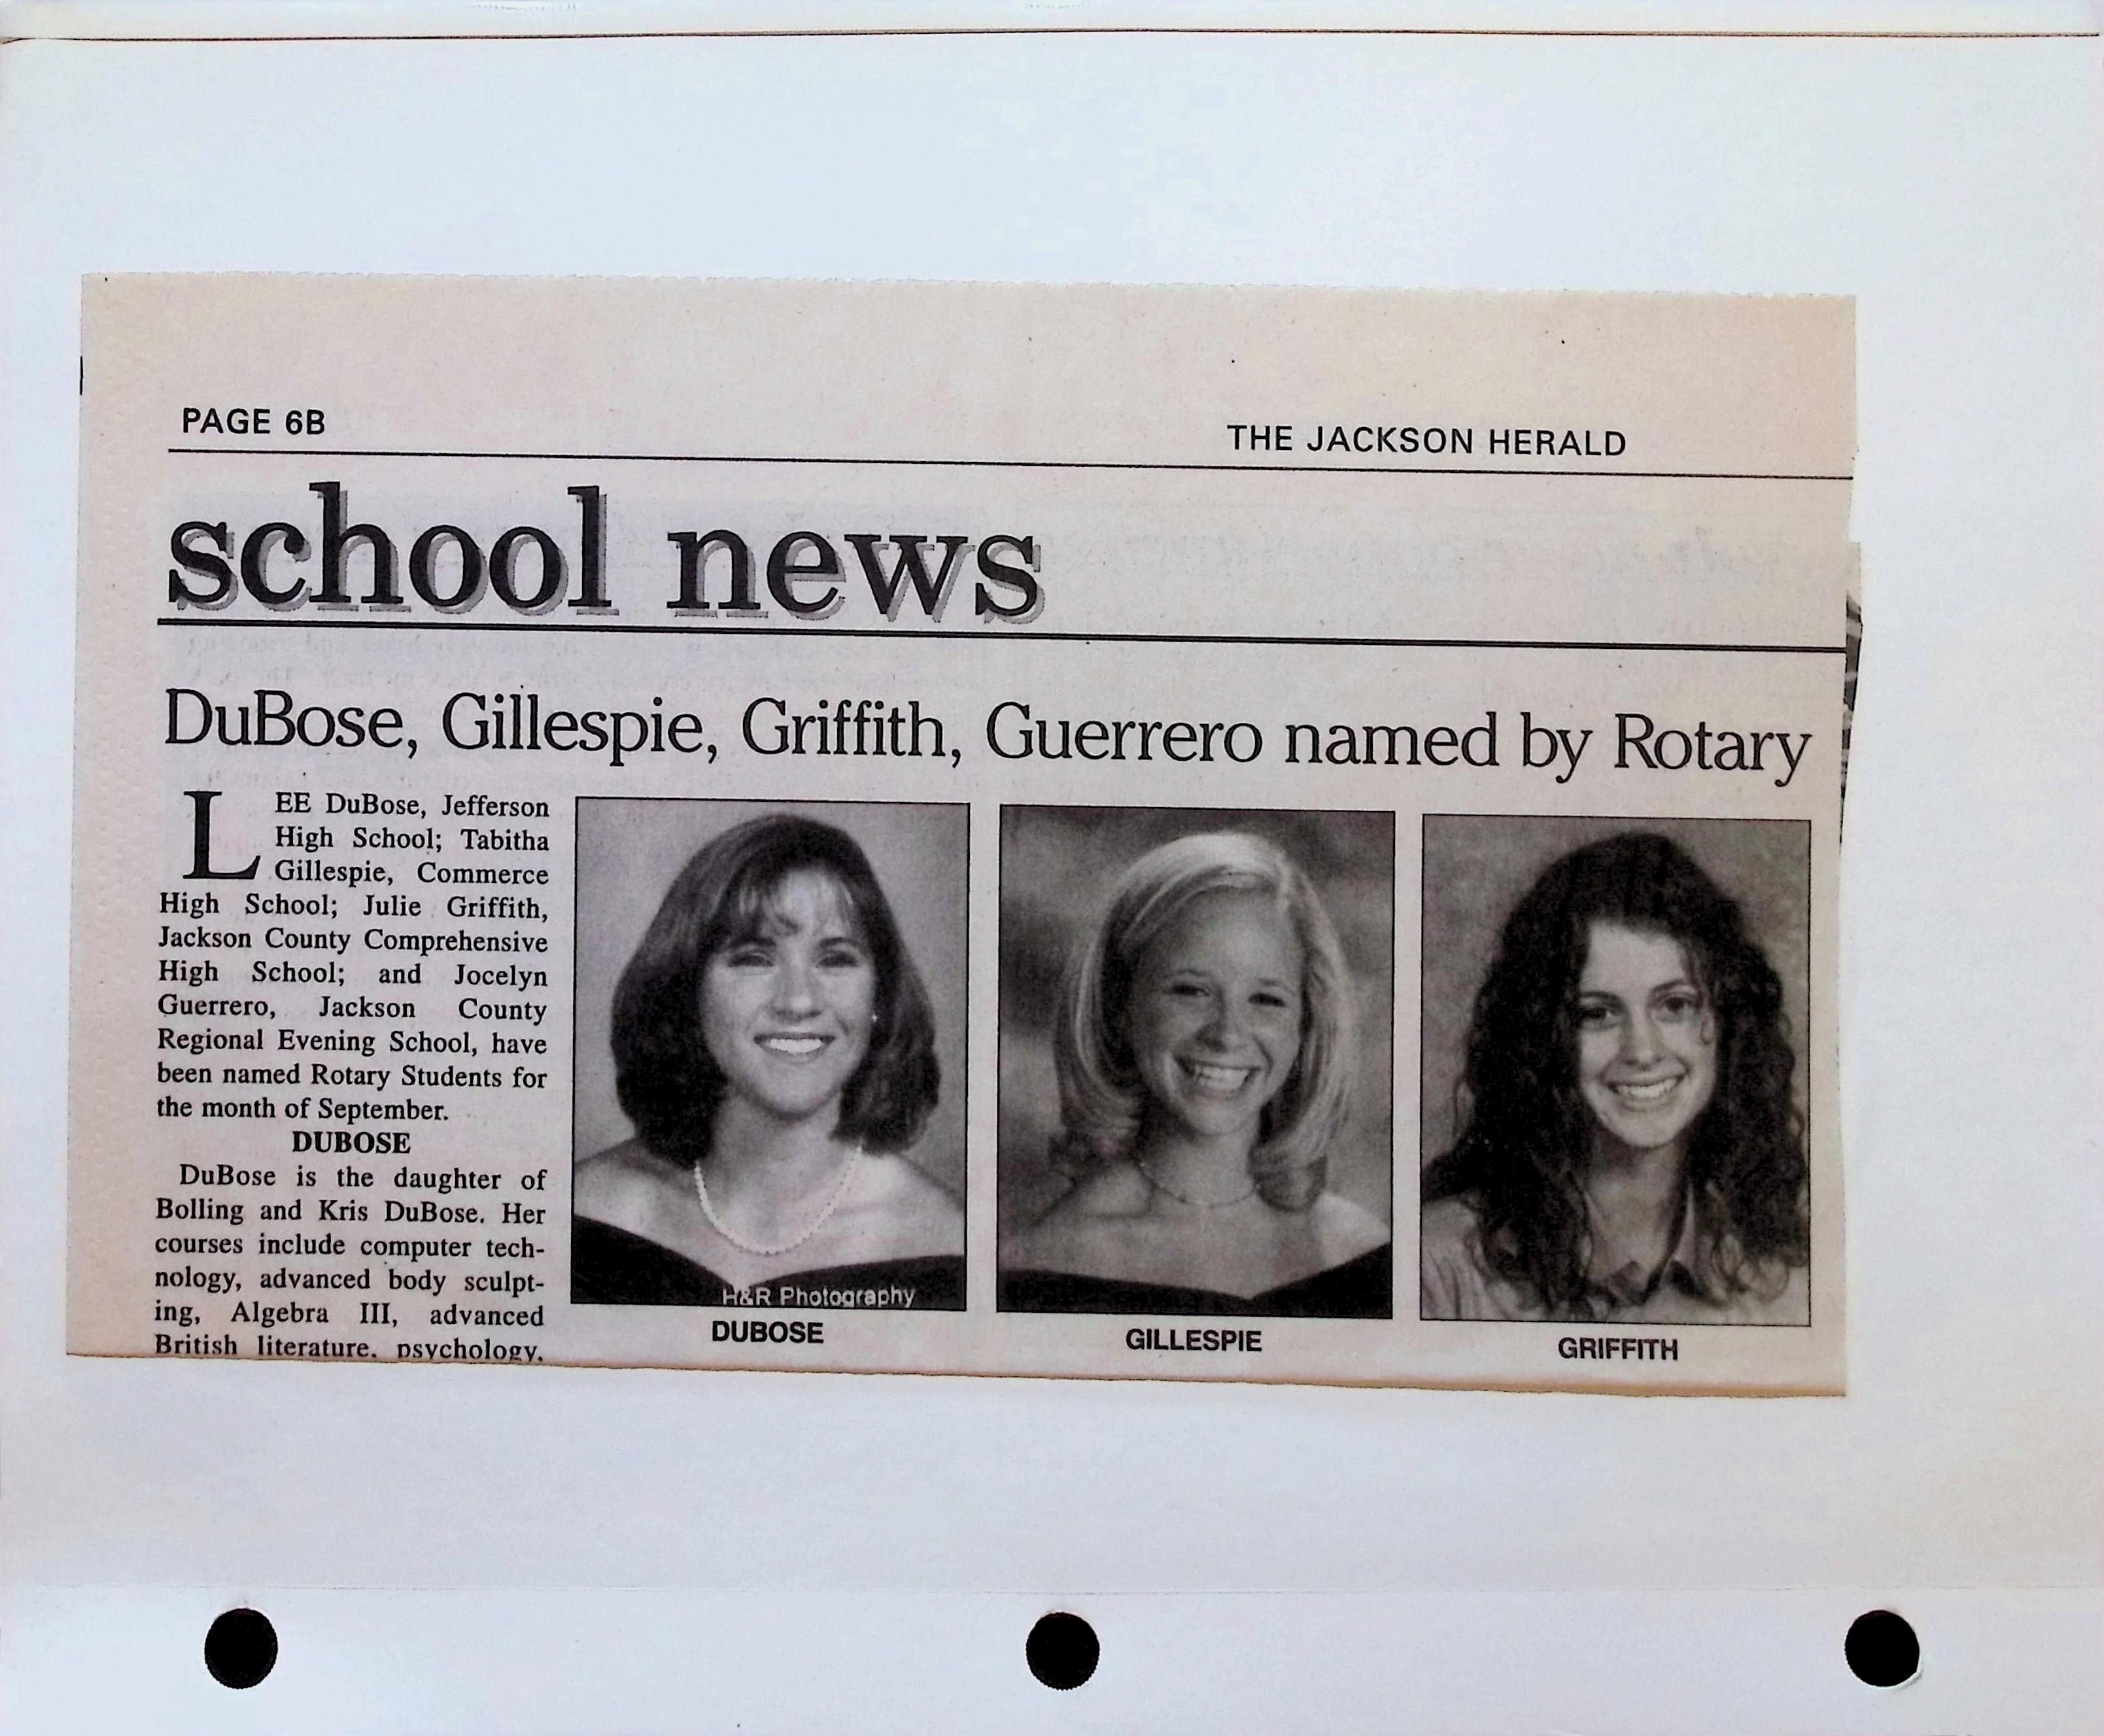 PAGE 6B
THE JACKSON HERALD
school news
DuBose, Gillespie, Griffith, Guerrero named by Rotary
LEE DuBose, Jefferson
High School; Tabitha
Gillespie, Commerce
High School; Julie Griffith,
Jackson County Comprehensive
High School; and Jocelyn
Guerrero, Jackson County
Regional Evening School, have
been named Rotary Students for
the month of September.
DUBOSE
DuBose is the daughter of
Bolling and Kris DuBose. Her
courses include computer tech-
nology, advanced body sculpt-
ing, Algebra III, advanced
British literature, psychology,
H&R Photography
DUBOSE
GILLESPIE
GRIFFITH